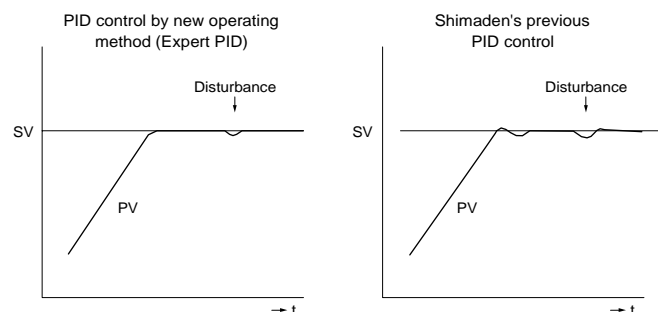 PID control by new operating
method (Expert PID)
Disturbance
SV
PV
t
Shimaden's previous
PID control
Disturbance
SV
PV
t